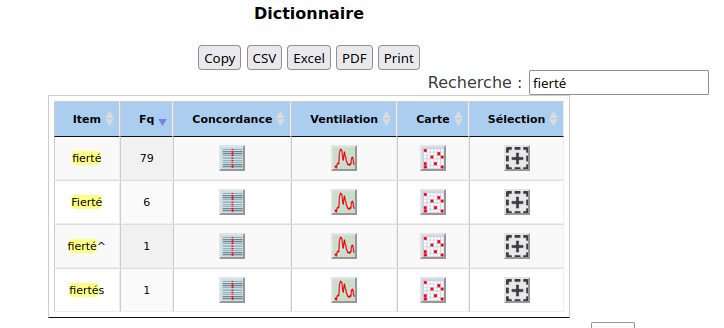 Dictionnaire
Copy CSV Excel PDF Print
Recherche : fierté
Item Fq Concordance Ventilation Carte Sélection
fierté 79
Fierté 6
fierté^ 1
fiertés 1